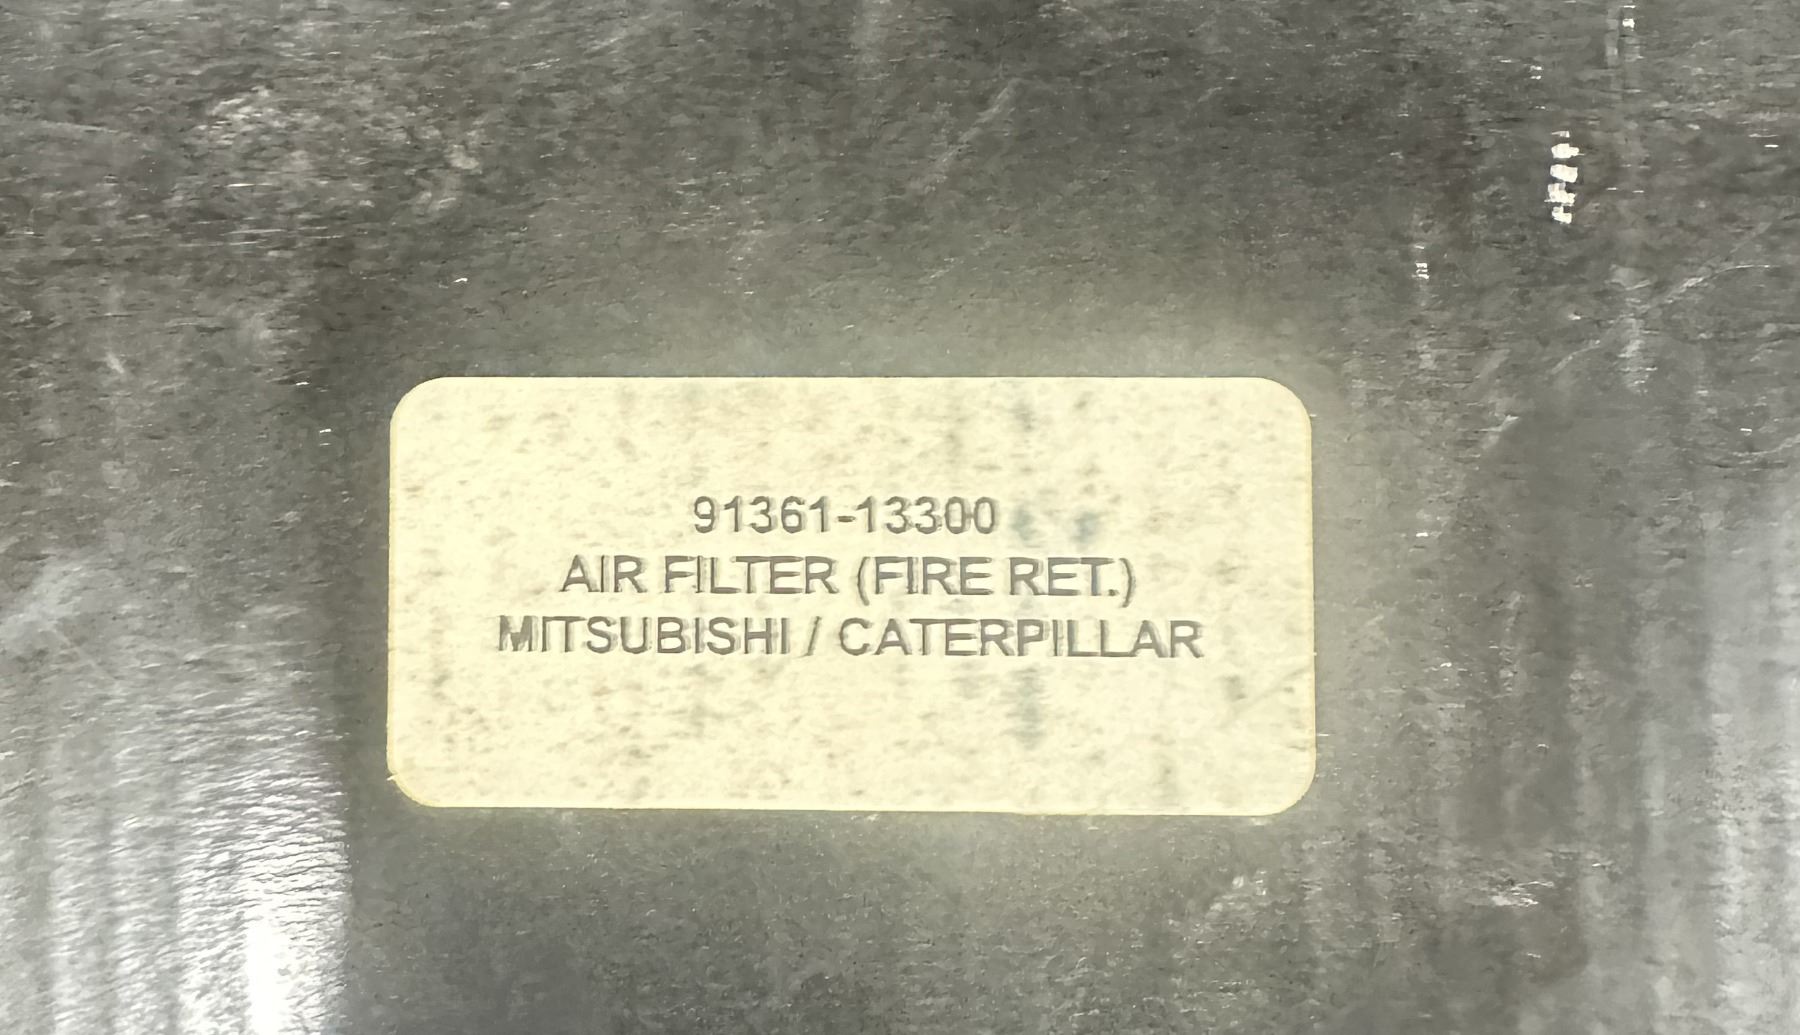 91361-13300
AIR FILTER (FIRE RET.)
MITSUBISHI / CATERPILLAR